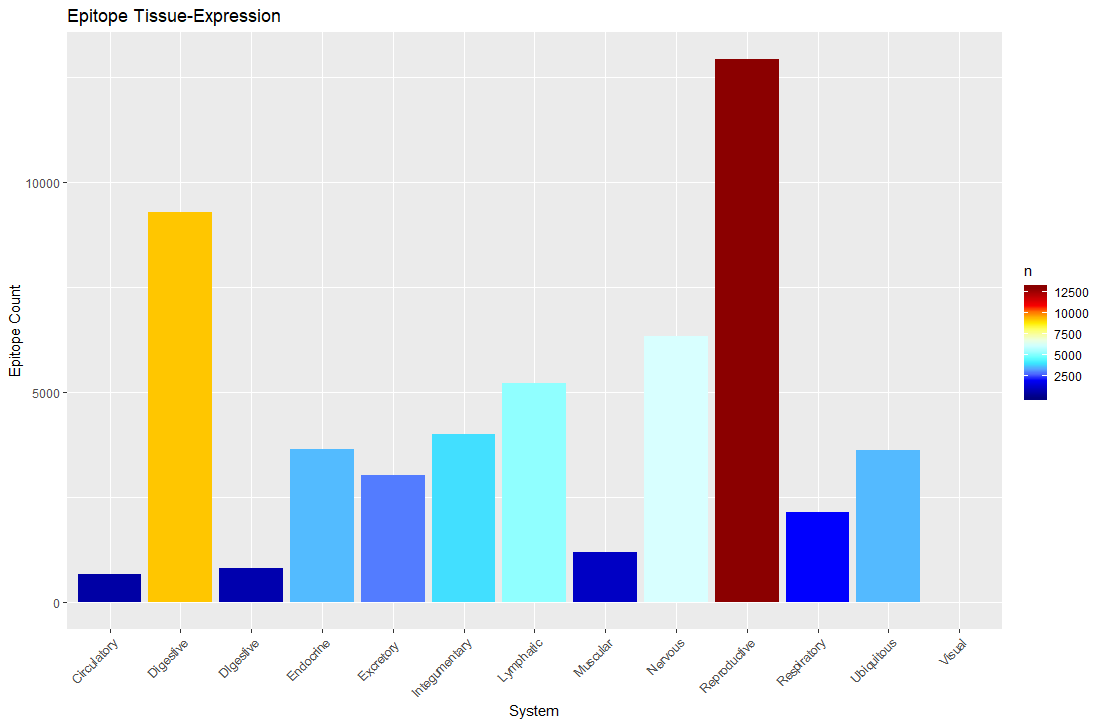 Epitope Tissue-Expression
Epitope Count
10000
5000
0
Circulatory
Digestive
DIgestive
Endocrine
Excretory
Integumentary
Lymphatic
Muscular
Nervous
Reproductive
Respiratory
Ubiquitous
Visual
System
n
12500
10000
7500
5000
2500